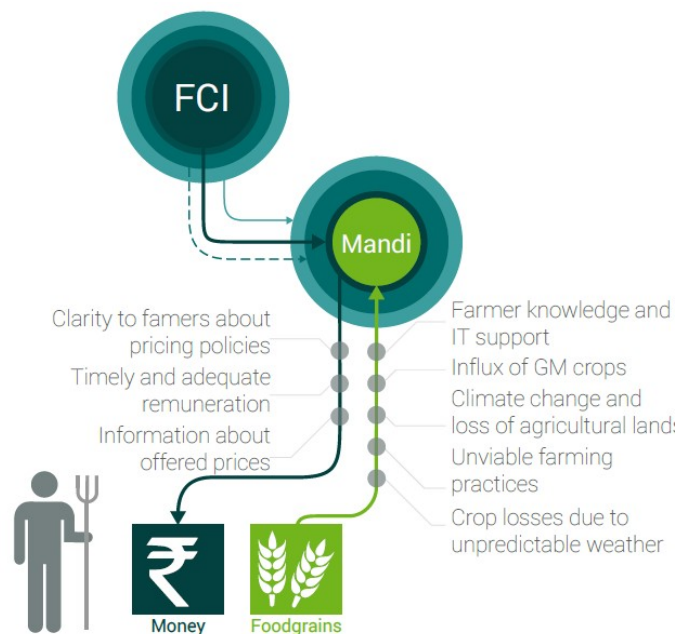 FCI
Mandi
Clarity to famers about
pricing policies
Timely and adequate
remuneration
Information about
offered prices
Farmer knowledge and
IT support
Influx of GM crops
Climate change and
loss of agricultural lands
Unviable farming
practices
Crop losses due to
unpredictable weather
₹
Money
Foodgrains